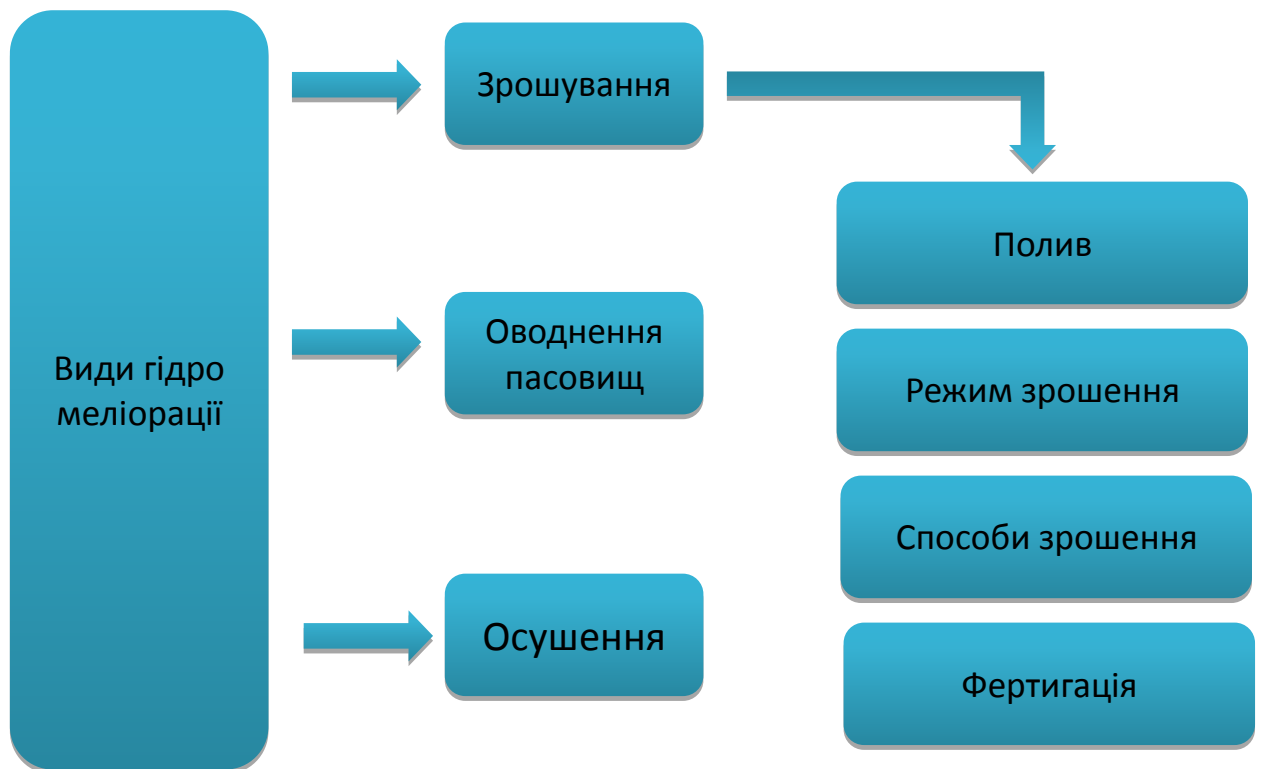 Види гідро
меліорації
Зрошування
Оводнення
пасовищ
Осушення
Полив
Режим зрошення
Способи зрошення
Фертигація